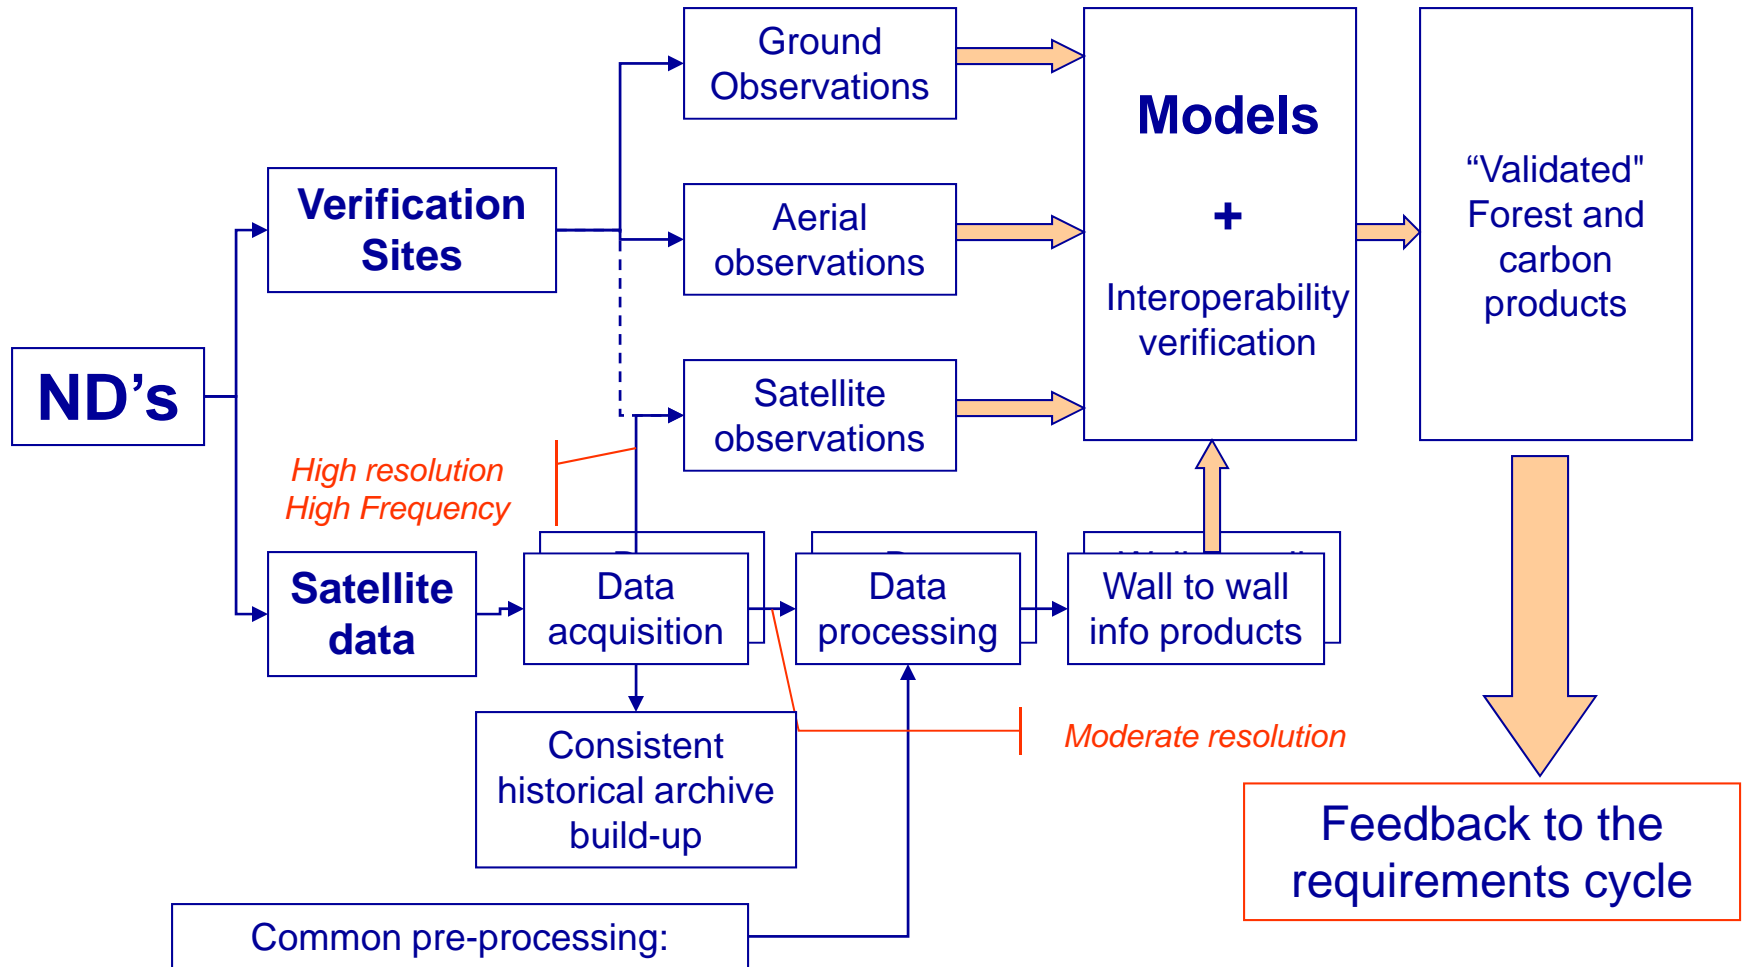 Ground
Observations
Models
+
Interoperability
verification
“Validated"
Forest and
carbon
products
Verification
Sites
Aerial
observations
ND’s
Satellite
observations
High resolution
High Frequency
Satellite
data
Data
acquisition
Data
processing
Wall to wall
info products
Consistent
historical archive
build-up
Moderate resolution
Feedback to the
requirements cycle
Common pre-processing: